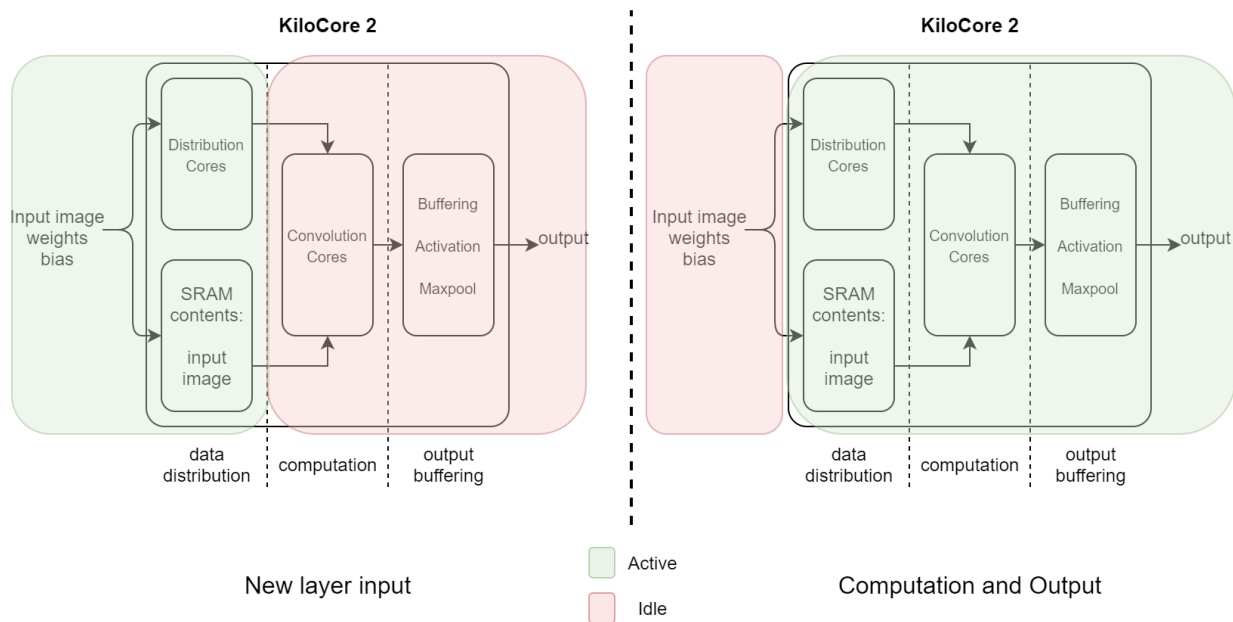 KiloCore 2
Distribution
Cores
Input image
weights
bias
SRAM
contents:
input
image
Convolution
Cores
Buffering
Activation
Maxpool
output
data
distribution
computation
output
buffering
New layer input
KiloCore 2
Distribution
Cores
Input image
weights
bias
SRAM
contents:
input
image
Convolution
Cores
Buffering
Activation
Maxpool
output
data
distribution
computation
output
buffering
Computation and Output
Active
Idle